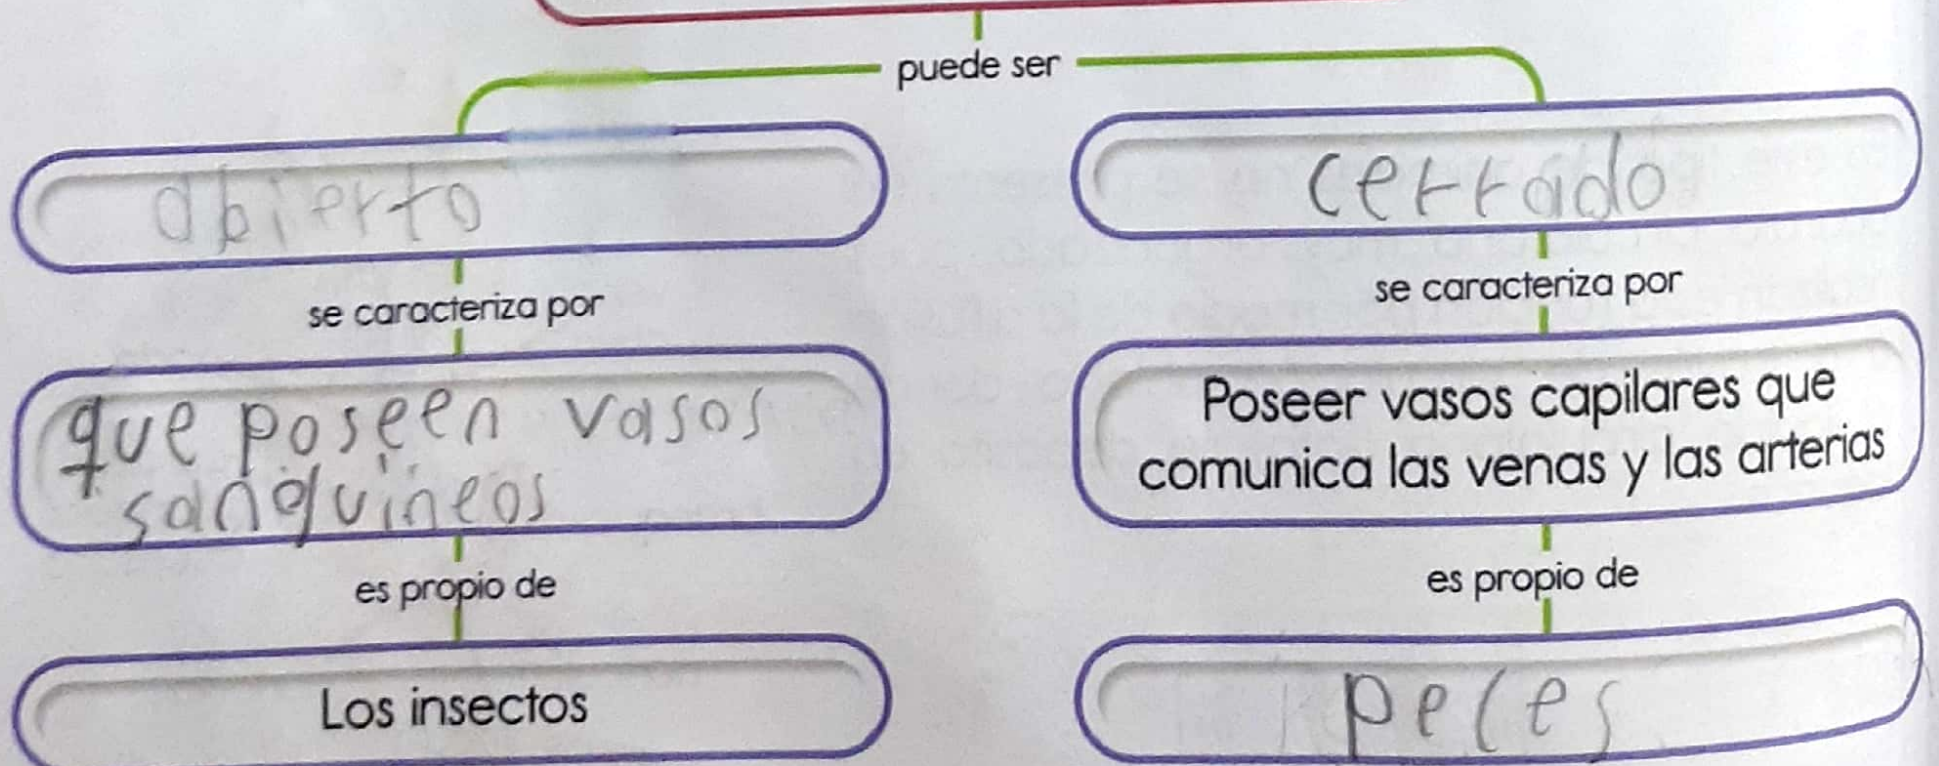 puede ser
abierto
cerrado
se caracteriza por
se caracteriza por
que poseen vasos
sanguineos
Poseer vasos capilares que
comunica las venas y las arterias
es propio de
es propio de
Los insectos
peces